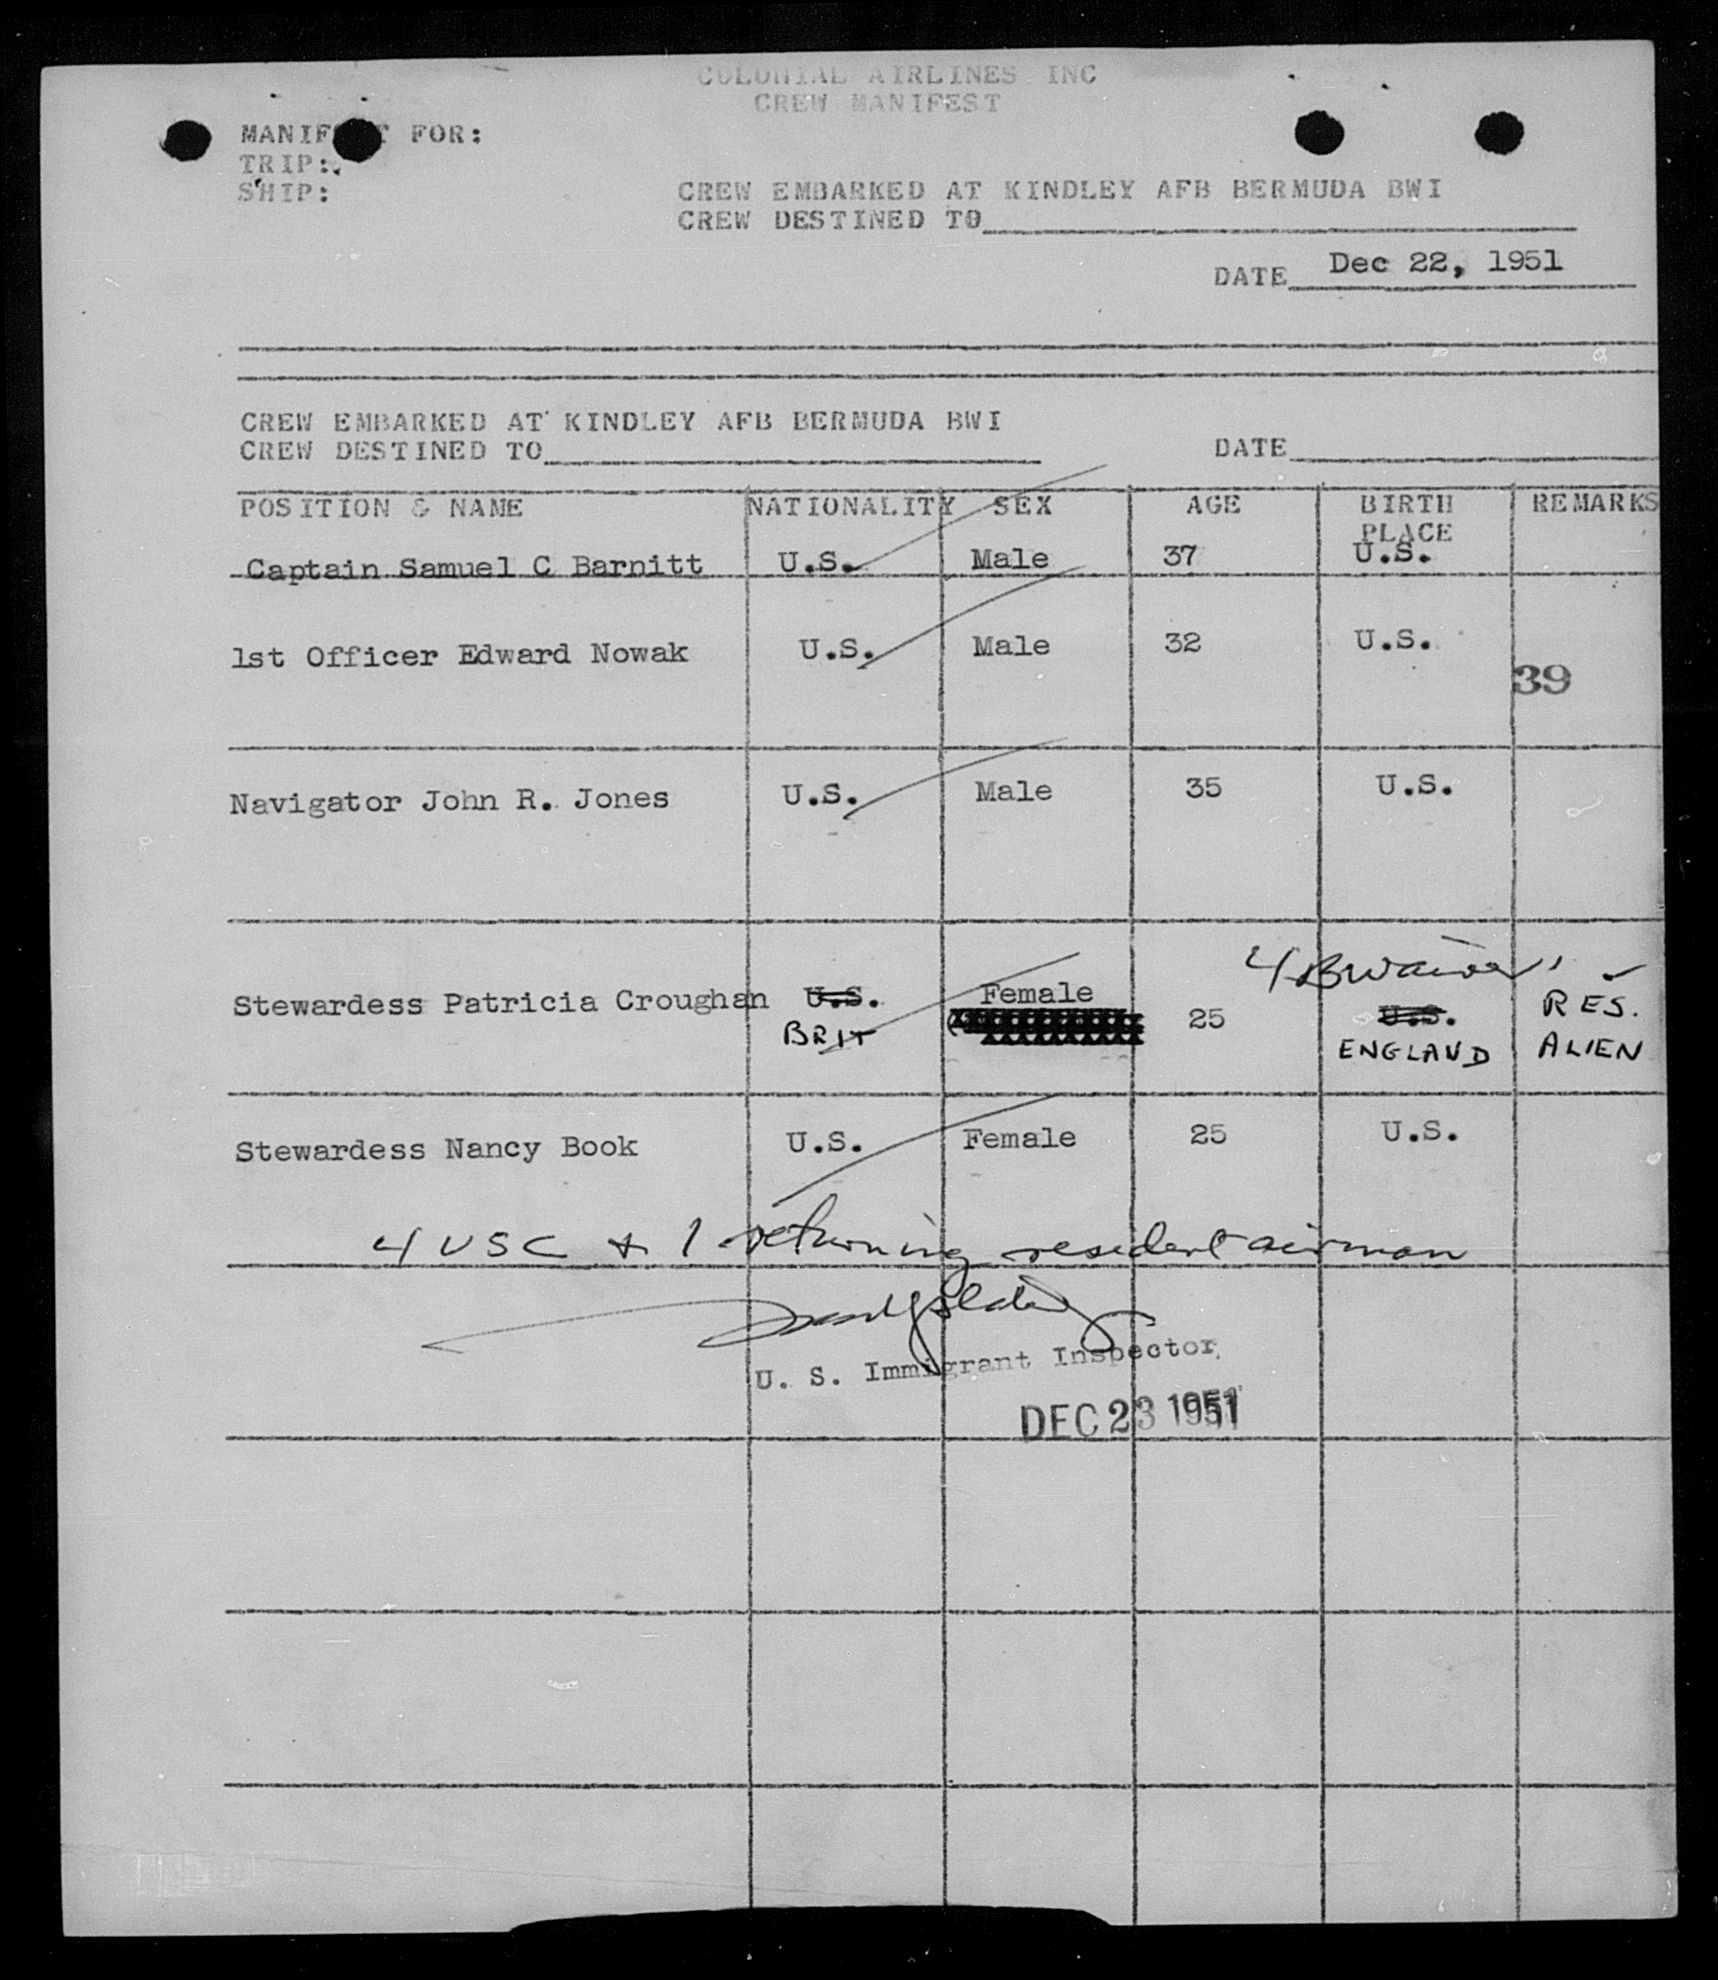 COLONIAL AIRLINES INC
CREW MANIFEST
MANIFEST FOR:
TRIP:
SHIP:
CREW EMBARKED AT KINDLEY AFB BERMUDA BWI
CREW DESTINED TO
DATE Dec 22, 1951
CREW EMBARKED AT KINDLEY AFB BERMUDA BWI
CREW DESTINED TO DATE
POSITION & NAME NATIONALITY SEX AGE BIRTH PLACE REMARKS
Captain Samuel C Barnitt U.S. Male 37 U.S.
1st Officer Edward Nowak U.S. Male 32 U.S.
39
Navigator John R. Jones U.S. Male 35 U.S.
4 B waiver
Stewardess Patricia Croughan U.S. Female 25 U.S. RES.
BRIT ENGLAND ALIEN
Stewardess Nancy Book U.S. Female 25 U.S.
4 USC & 1 returning resident airman
U. S. Immigrant Inspector
DEC 23 1951